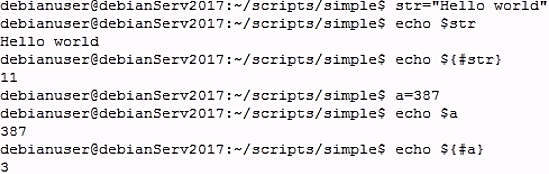 debianuser@debianServ2017:~/scripts/simple$ str="Hello world"
debianuser@debianServ2017:~/scripts/simple$ echo $str
Hello world
debianuser@debianServ2017:~/scripts/simple$ echo ${#str}
11
debianuser@debianServ2017:~/scripts/simple$ a=387
debianuser@debianServ2017:~/scripts/simple$ echo $a
387
debianuser@debianServ2017:~/scripts/simple$ echo ${#a}
3